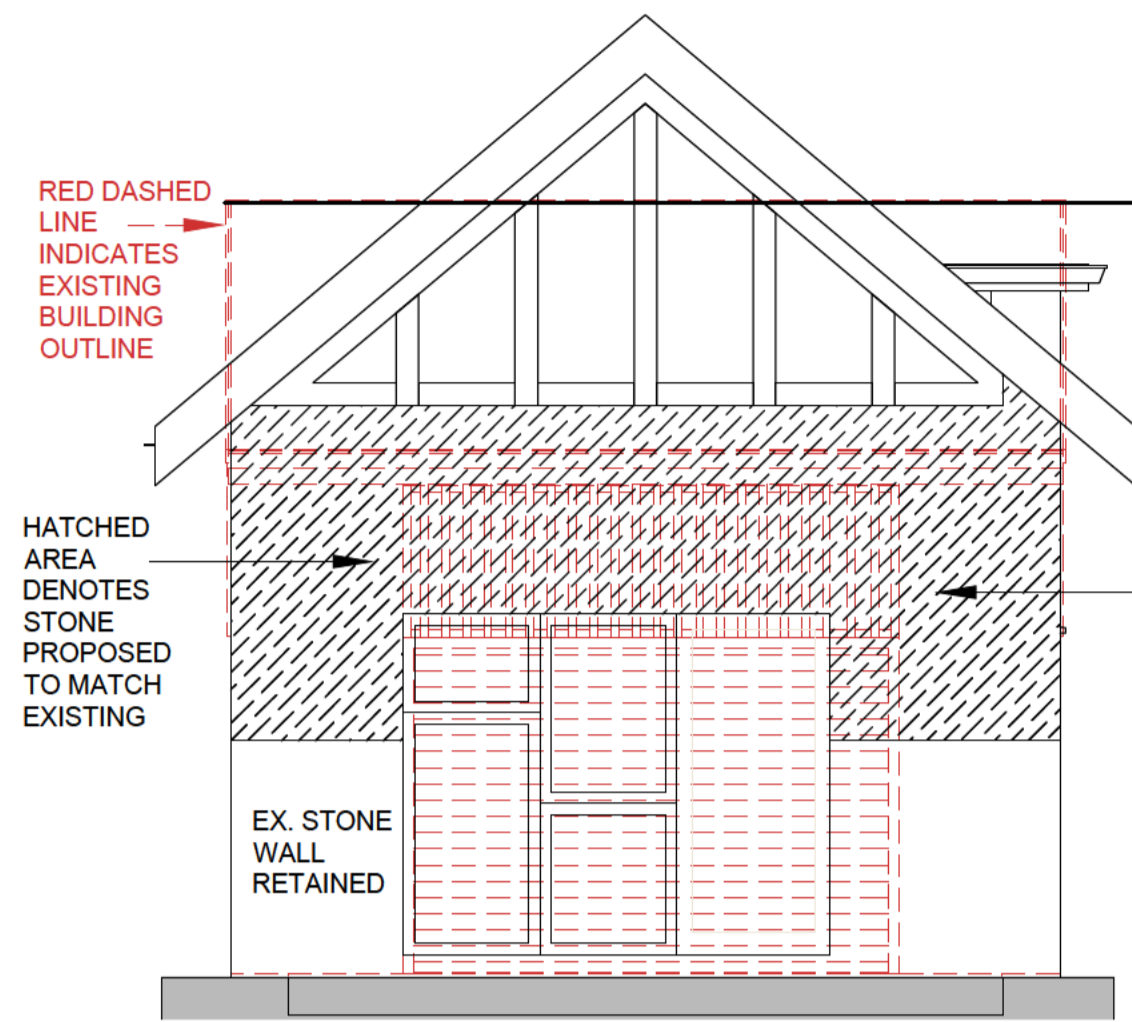 RED DASHED
LINE
INDICATES
EXISTING
BUILDING
OUTLINE
HATCHED
AREA
DENOTES
STONE
PROPOSED
TO MATCH
EXISTING
EX. STONE
WALL
RETAINED